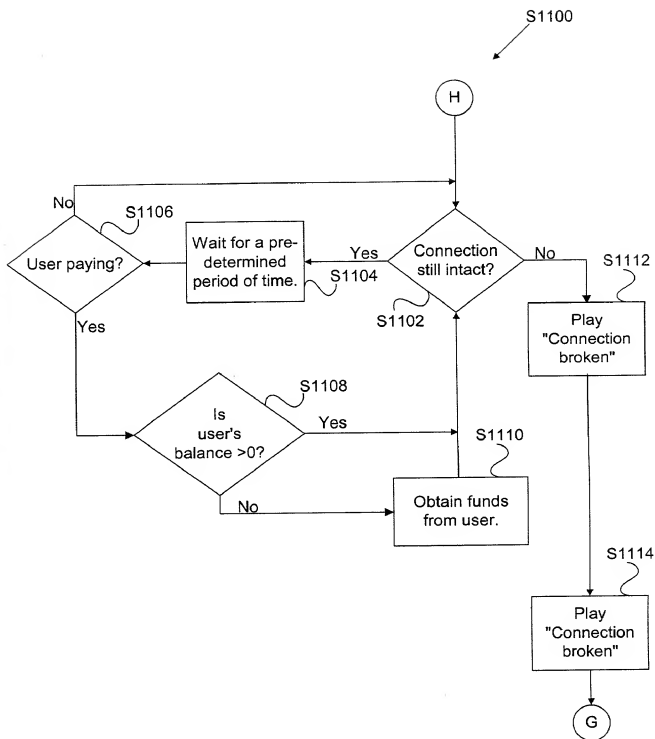 S1100
H
No
S1106
User paying?
Wait for a pre-
determined
period of time.
S1104
Yes
Connection
still intact?
S1102
No
S1112
Play
"Connection
broken"
Yes
S1108
Is
user's
balance >0?
Yes
No
S1110
Obtain funds
from user.
S1114
Play
"Connection
broken"
G